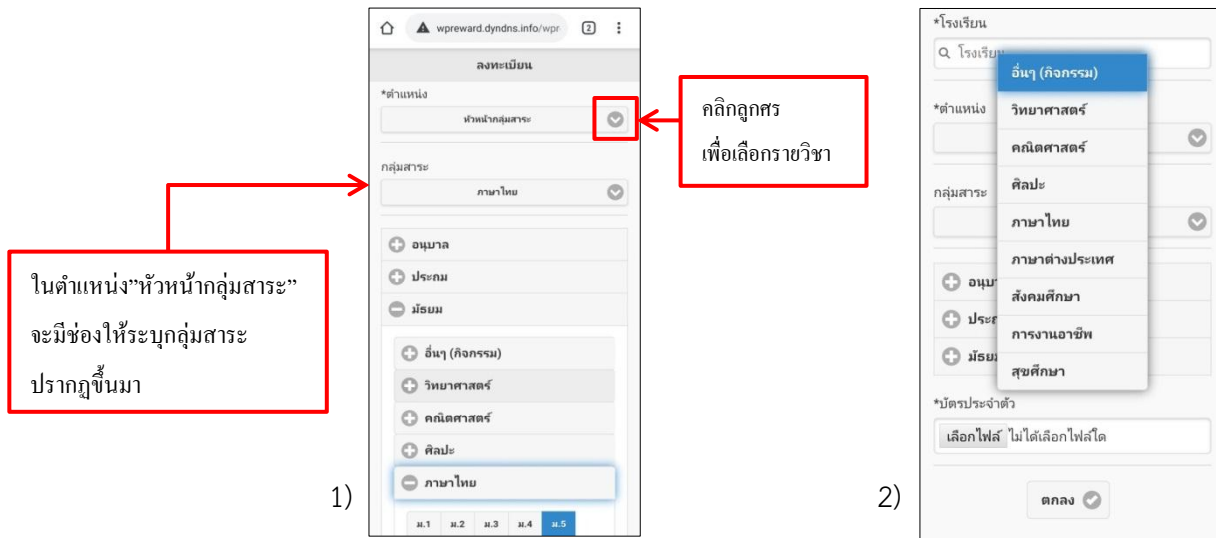 wpreward.dyndns.info/wpr
2
ลงทะเบียน
*ตำแหน่ง
หัวหน้ากลุ่มสาระ
กลุ่มสาระ
ภาษาไทย
อนุบาล
ประถม
มัธยม
อื่นๆ (กิจกรรม)
วิทยาศาสตร์
คณิตศาสตร์
ศิลปะ
ภาษาไทย
ม.1 ม.2 ม.3 ม.4 ม.5
1)
ในตำแหน่ง”หัวหน้ากลุ่มสาระ”
จะมีช่องให้ระบุกลุ่มสาระ
ปรากฏขึ้นมา
คลิกลูกศร
เพื่อเลือกรายวิชา
*โรงเรียน
โรงเรียน
*ตำแหน่ง
กลุ่มสาระ
อื่นๆ (กิจกรรม)
วิทยาศาสตร์
คณิตศาสตร์
ศิลปะ
ภาษาไทย
ภาษาต่างประเทศ
สังคมศึกษา
การงานอาชีพ
สุขศึกษา
*บัตรประจำตัว
เลือกไฟล์ ไม่ได้เลือกไฟล์ใด
ตกลง
2)